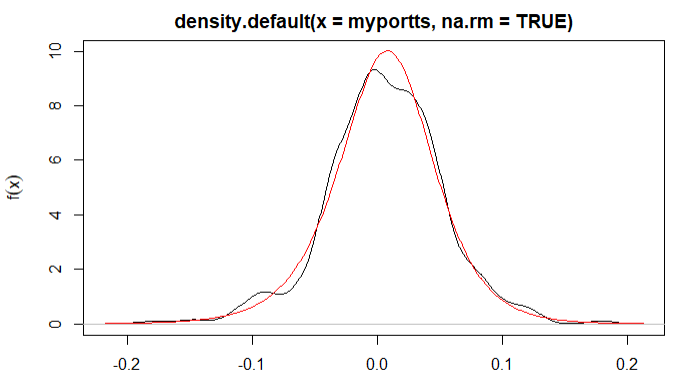 density.default(x = myportts, na.rm = TRUE)
f(x)
10
8
6
4
2
0
-0.2 -0.1 0.0 0.1 0.2